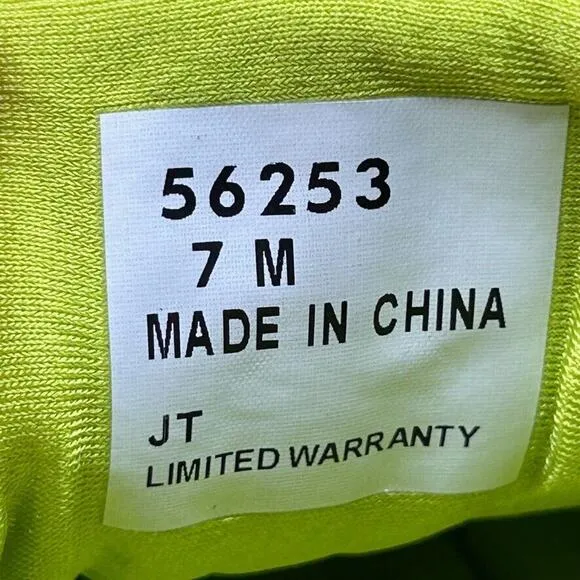 56253
7 M
MADE IN CHINA
JT
LIMITED WARRANTY